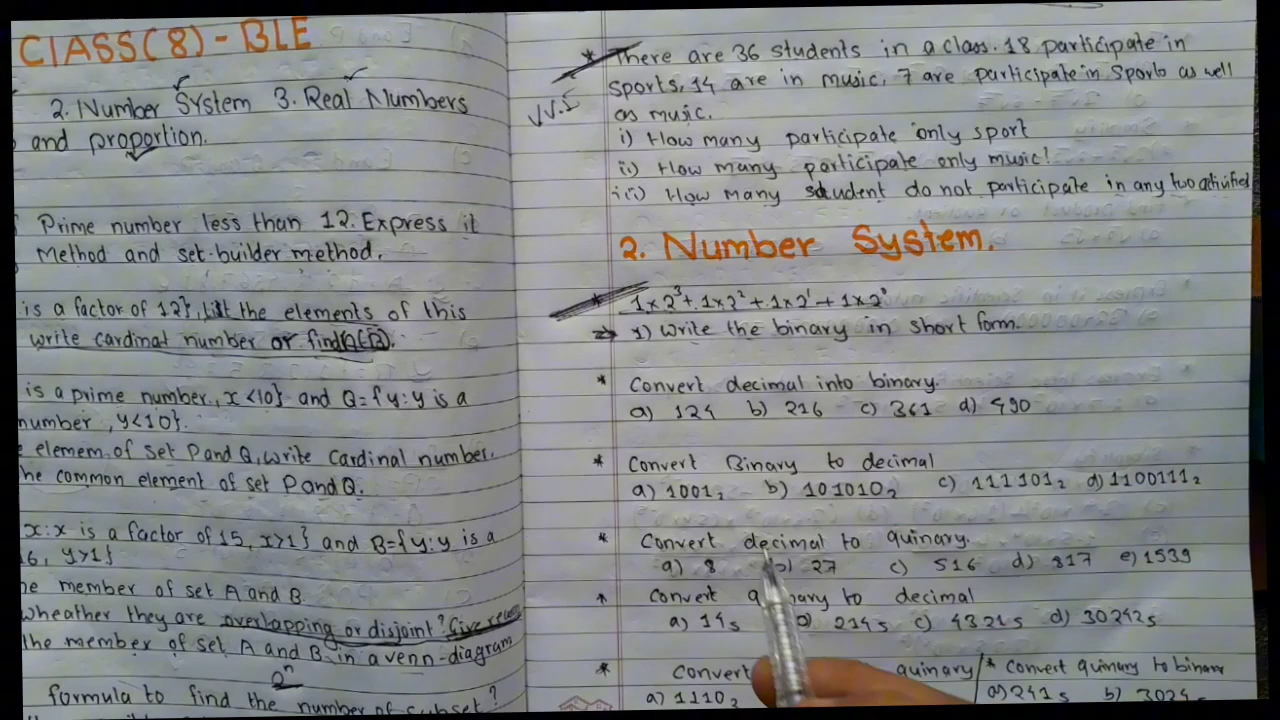 CLASS(8) - BLE
2. Number System 3. Real Numbers
and proportion.
Prime number less than 12. Express it
Method and set-builder method.
is a factor of 12}, list the elements of this
write cardinal number or find
is a prime number, x<10} and Q={y:y is a
number, y<10}.
elemem. of set P and Q, write cardinal number.
he common element of set P and Q.
x:x is a factor of 15, x>1} and B={y:y is a
6, y>1}
e member of set A and B.
wheather they are overlapping or disjoint? Give
the member of set A and B in a venn-diagram
2ⁿ
formula to find the number of subset?
* There are 36 students in a class. 18 participate in
sports, 14 are in music, 7 are participate in sports as well
VV.I
as music.
i) How many participate only sport
ii) How many participate only music!
iii) How many student do not participate in any two activities
2. Number System.
* 1×2³+1×2²+1×2¹+1×2⁰
1) Write the binary in short form.
* Convert decimal into binary.
a) 124 b) 216 c) 361 d) 490
* Convert Binary to decimal
a) 1001₂ b) 101010₂ c) 111101₂ d) 1100111₂
* Convert decimal to quinary.
a) 8 b) 27 c) 516 d) 817 e) 1539
* Convert to decimal
a) 14₅ b) 214₅ c) 4321₅ d) 30242₅
* Convert quinary /* Convert quinary to binary
a) 1110₂ a) 241₅ b) 302